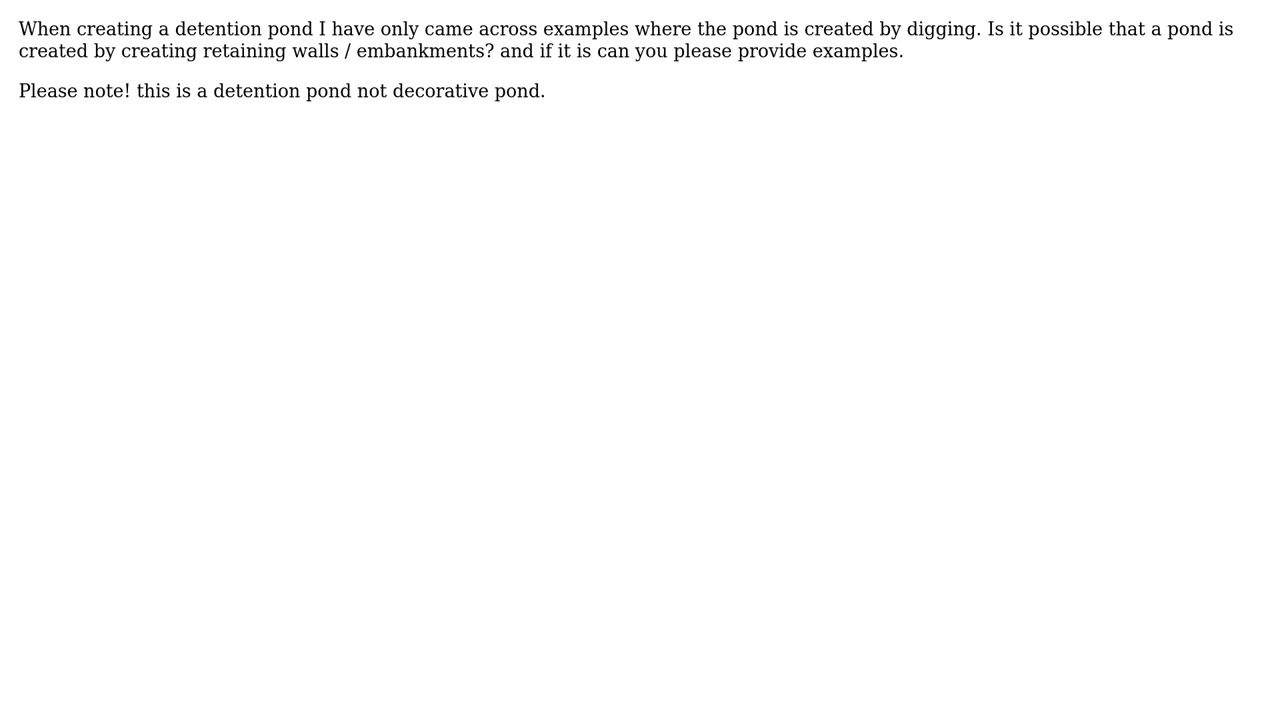 When creating a detention pond I have only came across examples where the pond is created by digging. Is it possible that a pond is
created by creating retaining walls / embankments? and if it is can you please provide examples.
Please note! this is a detention pond not decorative pond.